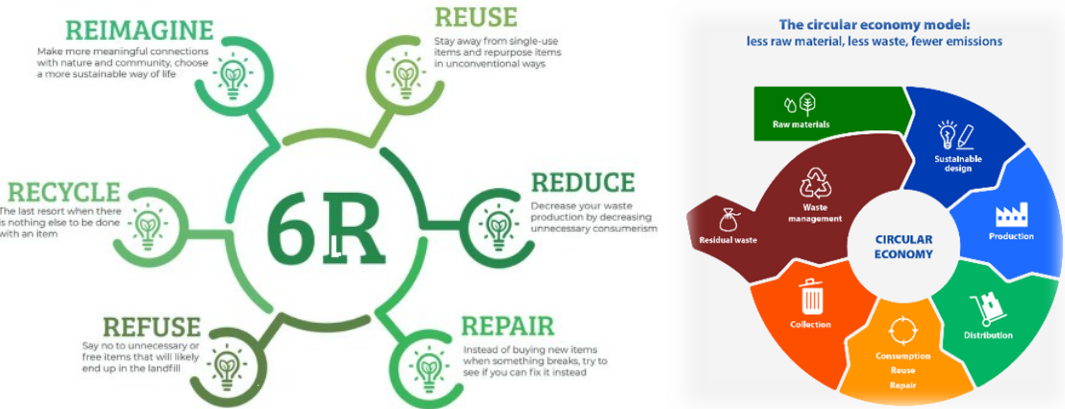 REIMAGINE
Make more meaningful connections
with nature and community, choose
a more sustainable way of life
REUSE
Stay away from single-use
items and repurpose items
in unconventional ways
RECYCLE
The last resort when there
is nothing else to be done
with an item
6R
REDUCE
Decrease your waste
production by decreasing
unnecessary consumerism
REFUSE
Say no to unnecessary or
free items that will likely
end up in the landfill
REPAIR
Instead of buying new items
when something breaks, try to
see if you can fix it instead
The circular economy model:
less raw material, less waste, fewer emissions
Raw materials
Sustainable
design
Production
Distribution
Consumption
Reuse
Repair
Collection
Waste
management
Residual waste
CIRCULAR
ECONOMY